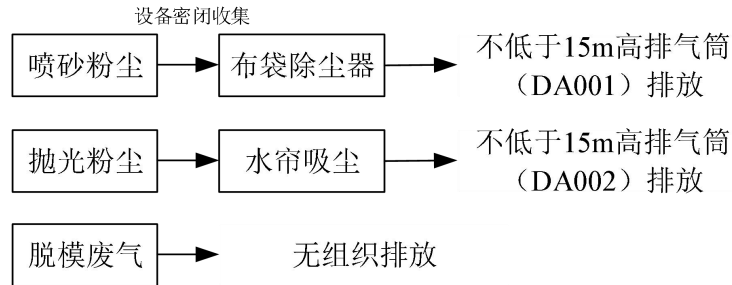 设备密闭收集
喷砂粉尘
布袋除尘器
不低于15m高排气筒
（DA001）排放
抛光粉尘
水帘吸尘
不低于15m高排气筒
（DA002）排放
脱模废气
无组织排放